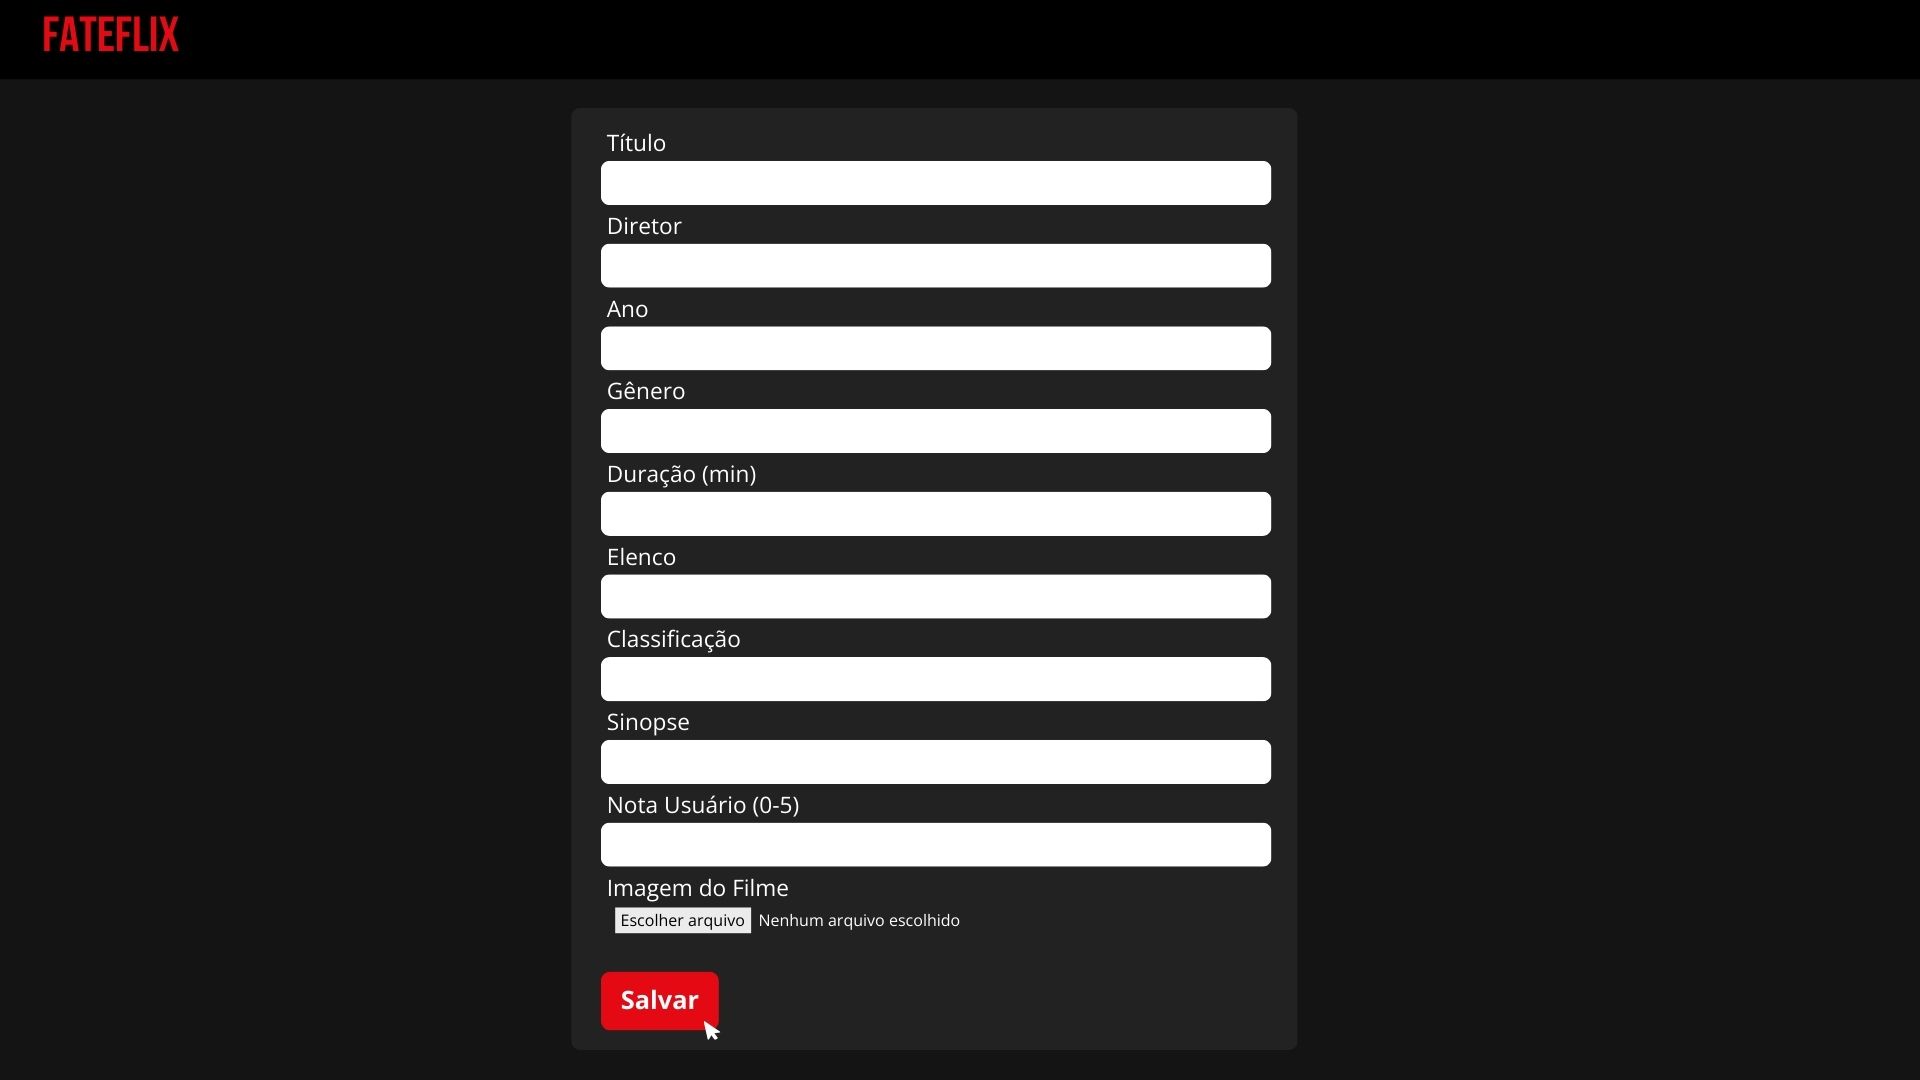 FATEFLIX
Título
Diretor
Ano
Gênero
Duração (min)
Elenco
Classificação
Sinopse
Nota Usuário (0-5)
Imagem do Filme
Escolher arquivo Nenhum arquivo escolhido
Salvar